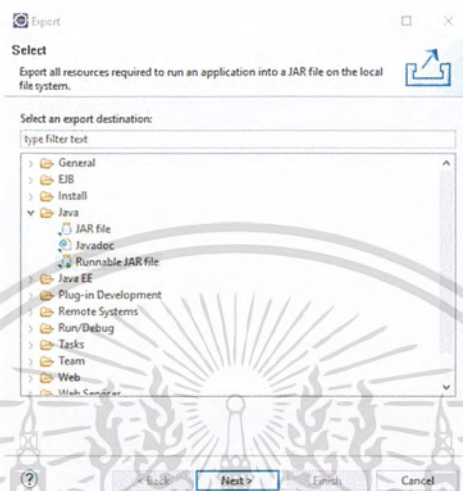 Export
Select
Export all resources required to run an application into a JAR file on the local
file system.
Select an export destination:
type filter text
General
EJB
Install
Java
JAR file
Javadoc
Runnable JAR file
Java EE
Plug-in Development
Remote Systems
Run/Debug
Tasks
Team
Web
Web Services
?
< Back
Next >
Finish
Cancel